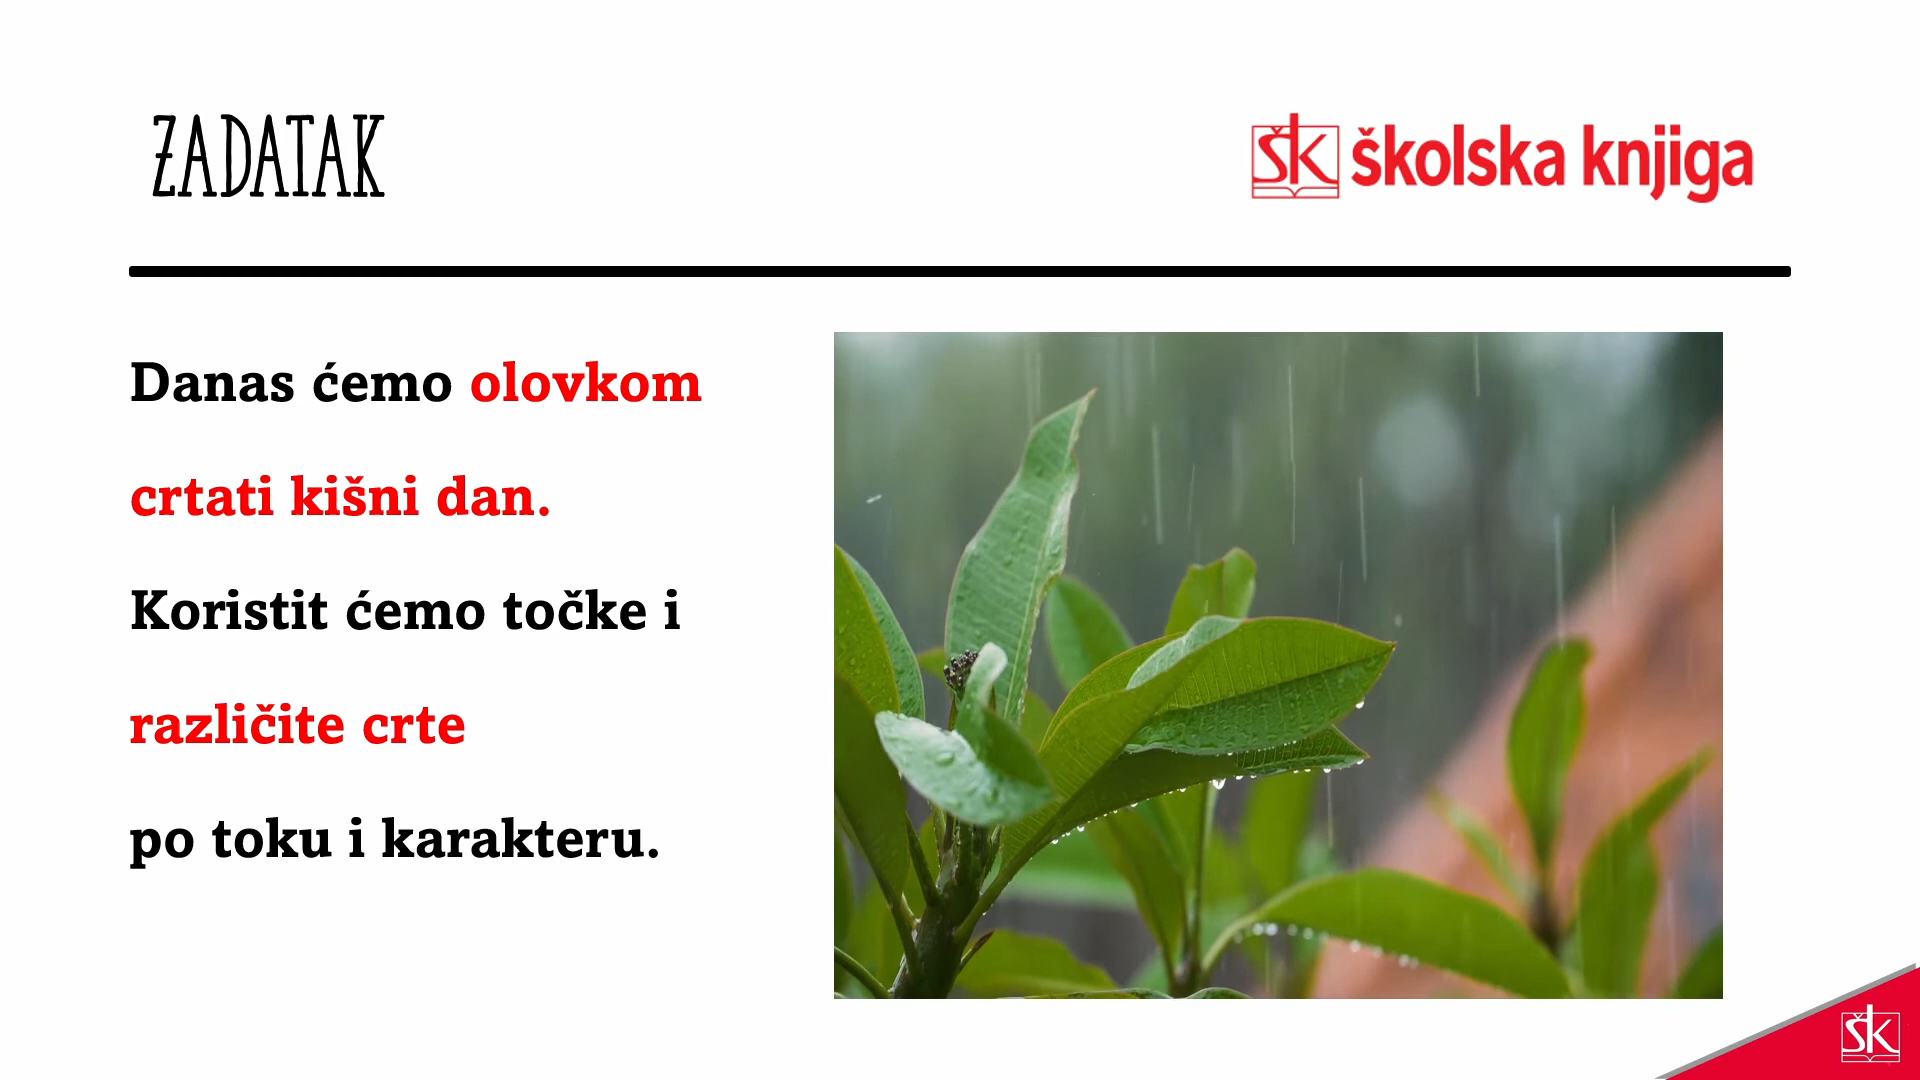 ZADATAK
ŠK školska knjiga
Danas ćemo olovkom
crtati kišni dan.
Koristit ćemo točke i
različite crte
po toku i karakteru.
ŠK